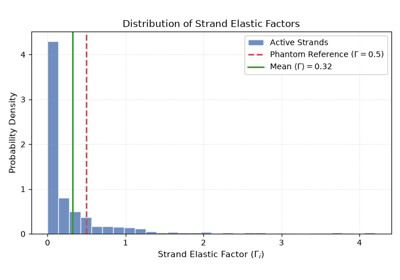 Distribution of Strand Elastic Factors
Active Strands
Phantom Reference (Γ = 0.5)
Mean ⟨Γ⟩ = 0.32
Probability Density
4
3
2
1
0
0
1
2
3
4
Strand Elastic Factor (Γᵢ)